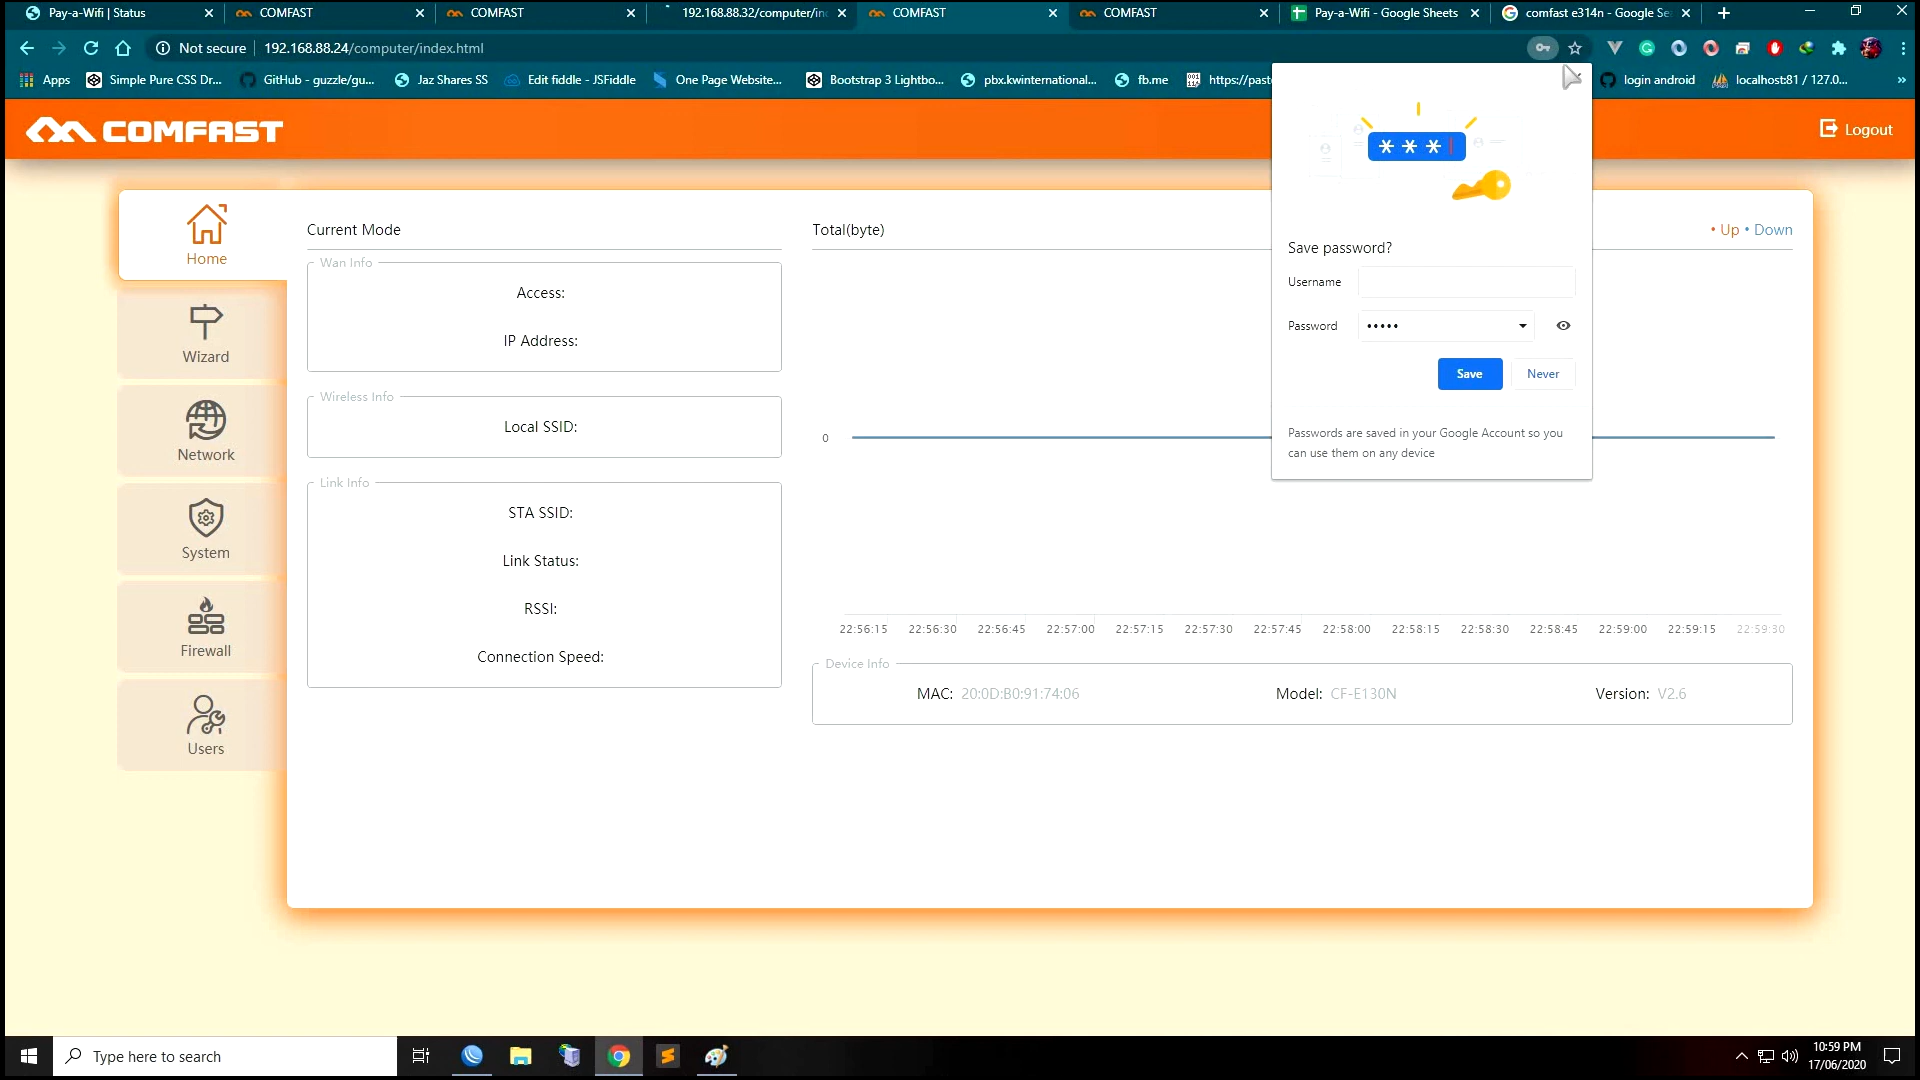 Pay-a-Wifi | Status
COMFAST
COMFAST
192.168.88.32/computer/in
COMFAST
COMFAST
Pay-a-Wifi - Google Sheets
comfast e314n - Google Se
Not secure
192.168.88.24/computer/index.html
Apps
Simple Pure CSS Dr...
GitHub - guzzle/gu...
Jaz Shares SS
Edit fiddle - JSFiddle
One Page Website...
Bootstrap 3 Lightbo...
pbx.kwinternational...
fb.me
https://paste
login android
localhost:81 / 127.0...
»
COMFAST
Logout
* * *
Save password?
Username
Password
•••••
Save
Never
Passwords are saved in your Google Account so you
can use them on any device
Home
Wizard
Network
System
Firewall
Users
Current Mode
Wan Info
Access:
IP Address:
Wireless Info
Local SSID:
Link Info
STA SSID:
Link Status:
RSSI:
Connection Speed:
Total(byte)
• Up • Down
0
22:56:15 22:56:30 22:56:45 22:57:00 22:57:15 22:57:30 22:57:45 22:58:00 22:58:15 22:58:30 22:58:45 22:59:00 22:59:15 22:59:30
Device Info
MAC: 20:0D:B0:91:74:06
Model: CF-E130N
Version: V2.6
Type here to search
10:59 PM
17/06/2020